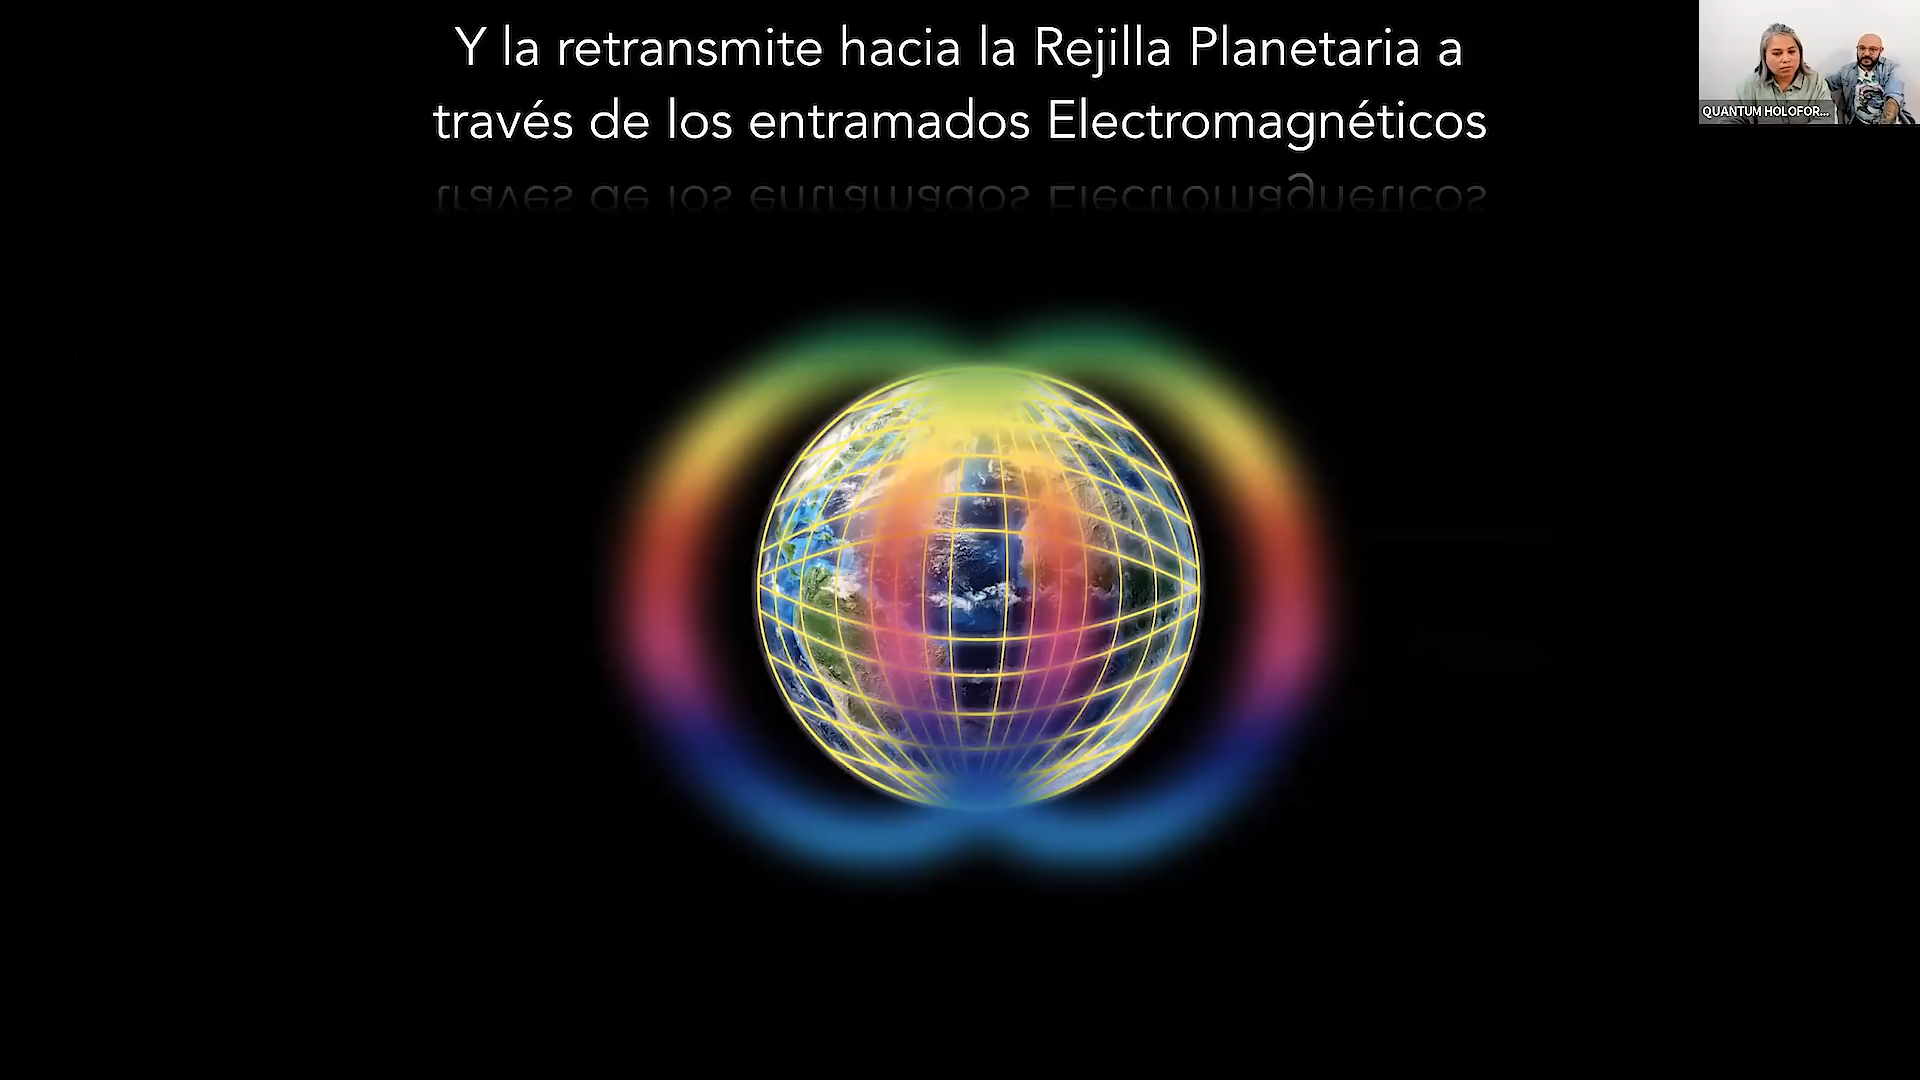 Y la retransmite hacia la Rejilla Planetaria a
través de los entramados Electromagnéticos
QUANTUM HOLOFOR...